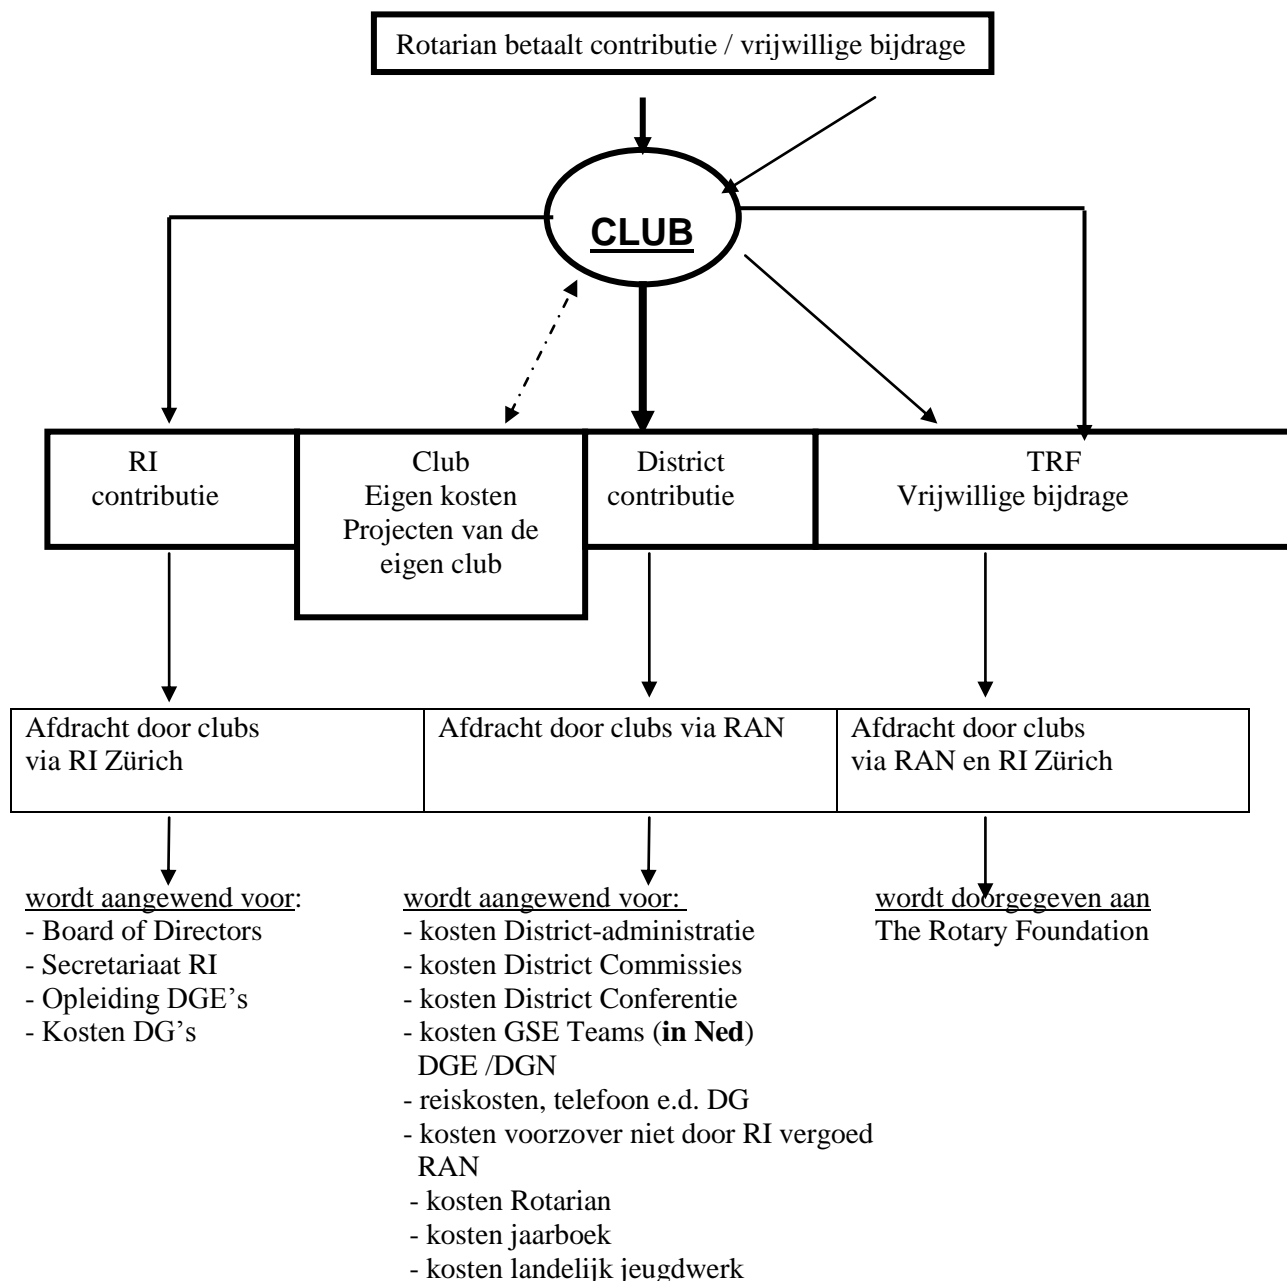 Rotarian betaalt contributie / vrijwillige bijdrage
CLUB
RI
contributie
Club
Eigen kosten
Projecten van de
eigen club
District
contributie
TRF
Vrijwillige bijdrage
Afdracht door clubs
via RI Zürich
Afdracht door clubs via RAN
Afdracht door clubs
via RAN en RI Zürich
wordt aangewend voor:
- Board of Directors
- Secretariaat RI
- Opleiding DGE’s
- Kosten DG’s
wordt aangewend voor:
- kosten District-administratie
- kosten District Commissies
- kosten District Conferentie
- kosten GSE Teams (in Ned)
DGE /DGN
- reiskosten, telefoon e.d. DG
- kosten voorzover niet door RI vergoed
RAN
- kosten Rotarian
- kosten jaarboek
- kosten landelijk jeugdwerk
wordt doorgegeven aan
The Rotary Foundation